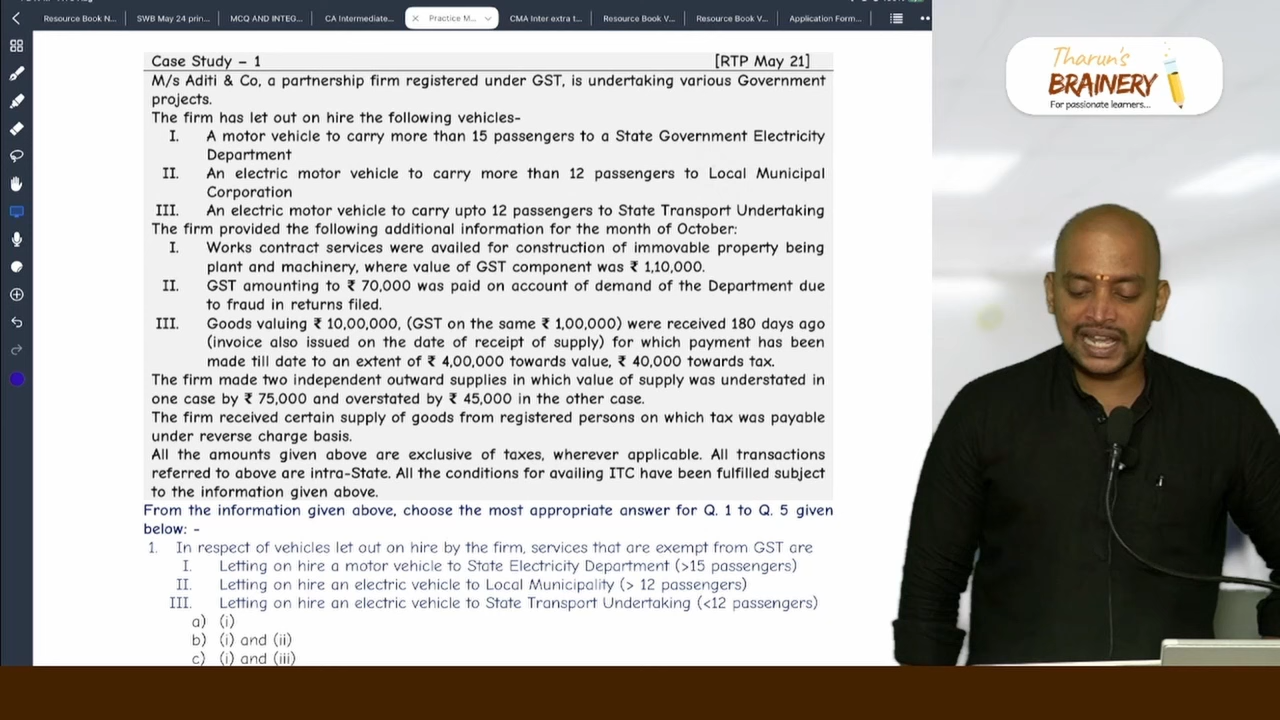 Resource Book N...
SWB May 24 prin...
MCQ AND INTEG...
CA Intermediate...
Practice M...
CMA Inter extra t...
Resource Book V...
Resource Book V...
Application Form...
Tharun's
BRAINERY
For passionate learners...
Case Study – 1 [RTP May 21]
M/s Aditi & Co, a partnership firm registered under GST, is undertaking various Government
projects.
The firm has let out on hire the following vehicles–
I. A motor vehicle to carry more than 15 passengers to a State Government Electricity
Department
II. An electric motor vehicle to carry more than 12 passengers to Local Municipal
Corporation
III. An electric motor vehicle to carry upto 12 passengers to State Transport Undertaking
The firm provided the following additional information for the month of October:
I. Works contract services were availed for construction of immovable property being
plant and machinery, where value of GST component was ₹ 1,10,000.
II. GST amounting to ₹ 70,000 was paid on account of demand of the Department due
to fraud in returns filed.
III. Goods valuing ₹ 10,00,000, (GST on the same ₹ 1,00,000) were received 180 days ago
(invoice also issued on the date of receipt of supply) for which payment has been
made till date to an extent of ₹ 4,00,000 towards value, ₹ 40,000 towards tax.
The firm made two independent outward supplies in which value of supply was understated in
one case by ₹ 75,000 and overstated by ₹ 45,000 in the other case.
The firm received certain supply of goods from registered persons on which tax was payable
under reverse charge basis.
All the amounts given above are exclusive of taxes, wherever applicable. All transactions
referred to above are intra-State. All the conditions for availing ITC have been fulfilled subject
to the information given above.
From the information given above, choose the most appropriate answer for Q. 1 to Q. 5 given
below: -
1. In respect of vehicles let out on hire by the firm, services that are exempt from GST are
I. Letting on hire a motor vehicle to State Electricity Department (>15 passengers)
II. Letting on hire an electric vehicle to Local Municipality (> 12 passengers)
III. Letting on hire an electric vehicle to State Transport Undertaking (<12 passengers)
a) (i)
b) (i) and (ii)
c) (i) and (iii)